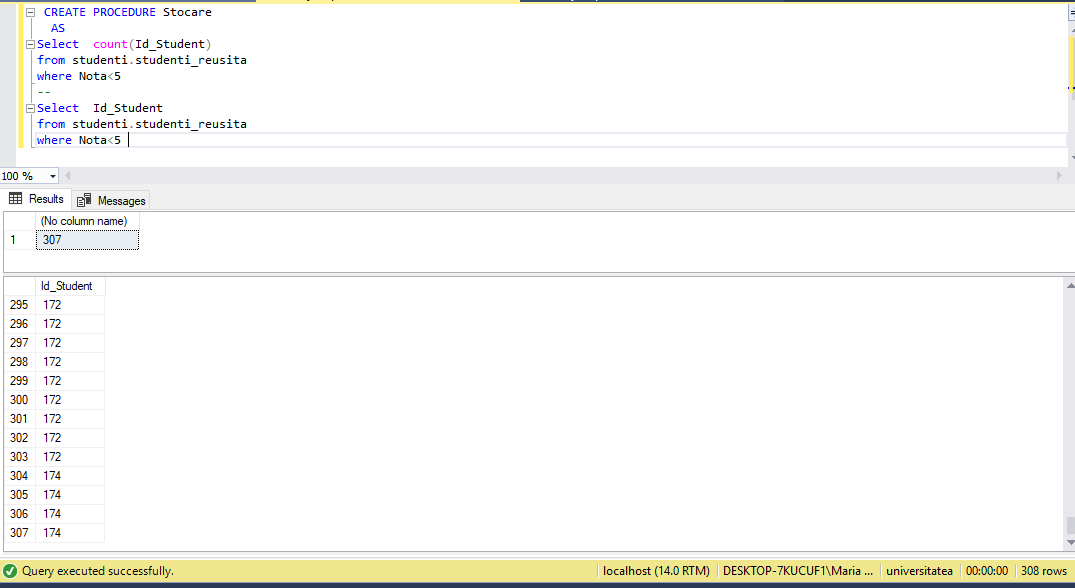 CREATE PROCEDURE Stocare
AS
Select  count(Id_Student)
from studenti.studenti_reusita
where Nota<5
--
Select  Id_Student
from studenti.studenti_reusita
where Nota<5
100 %
Results Messages
(No column name)
1 307
Id_Student
295 172
296 172
297 172
298 172
299 172
300 172
301 172
302 172
303 172
304 174
305 174
306 174
307 174
Query executed successfully. localhost (14.0 RTM) DESKTOP-7KUCUF1\Maria ... universitatea 00:00:00 308 rows